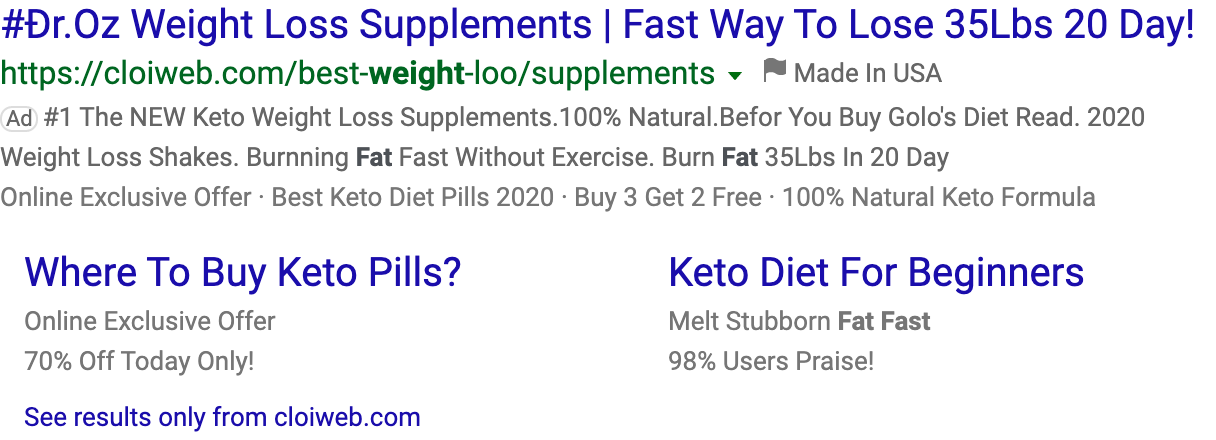 #Đr.Oz Weight Loss Supplements | Fast Way To Lose 35Lbs 20 Day!
https://cloiweb.com/best-weight-loo/supplements Made In USA
Ad #1 The NEW Keto Weight Loss Supplements.100% Natural.Befor You Buy Golo's Diet Read. 2020
Weight Loss Shakes. Burnning Fat Fast Without Exercise. Burn Fat 35Lbs In 20 Day
Online Exclusive Offer · Best Keto Diet Pills 2020 · Buy 3 Get 2 Free · 100% Natural Keto Formula
Where To Buy Keto Pills?
Online Exclusive Offer
70% Off Today Only!
Keto Diet For Beginners
Melt Stubborn Fat Fast
98% Users Praise!
See results only from cloiweb.com